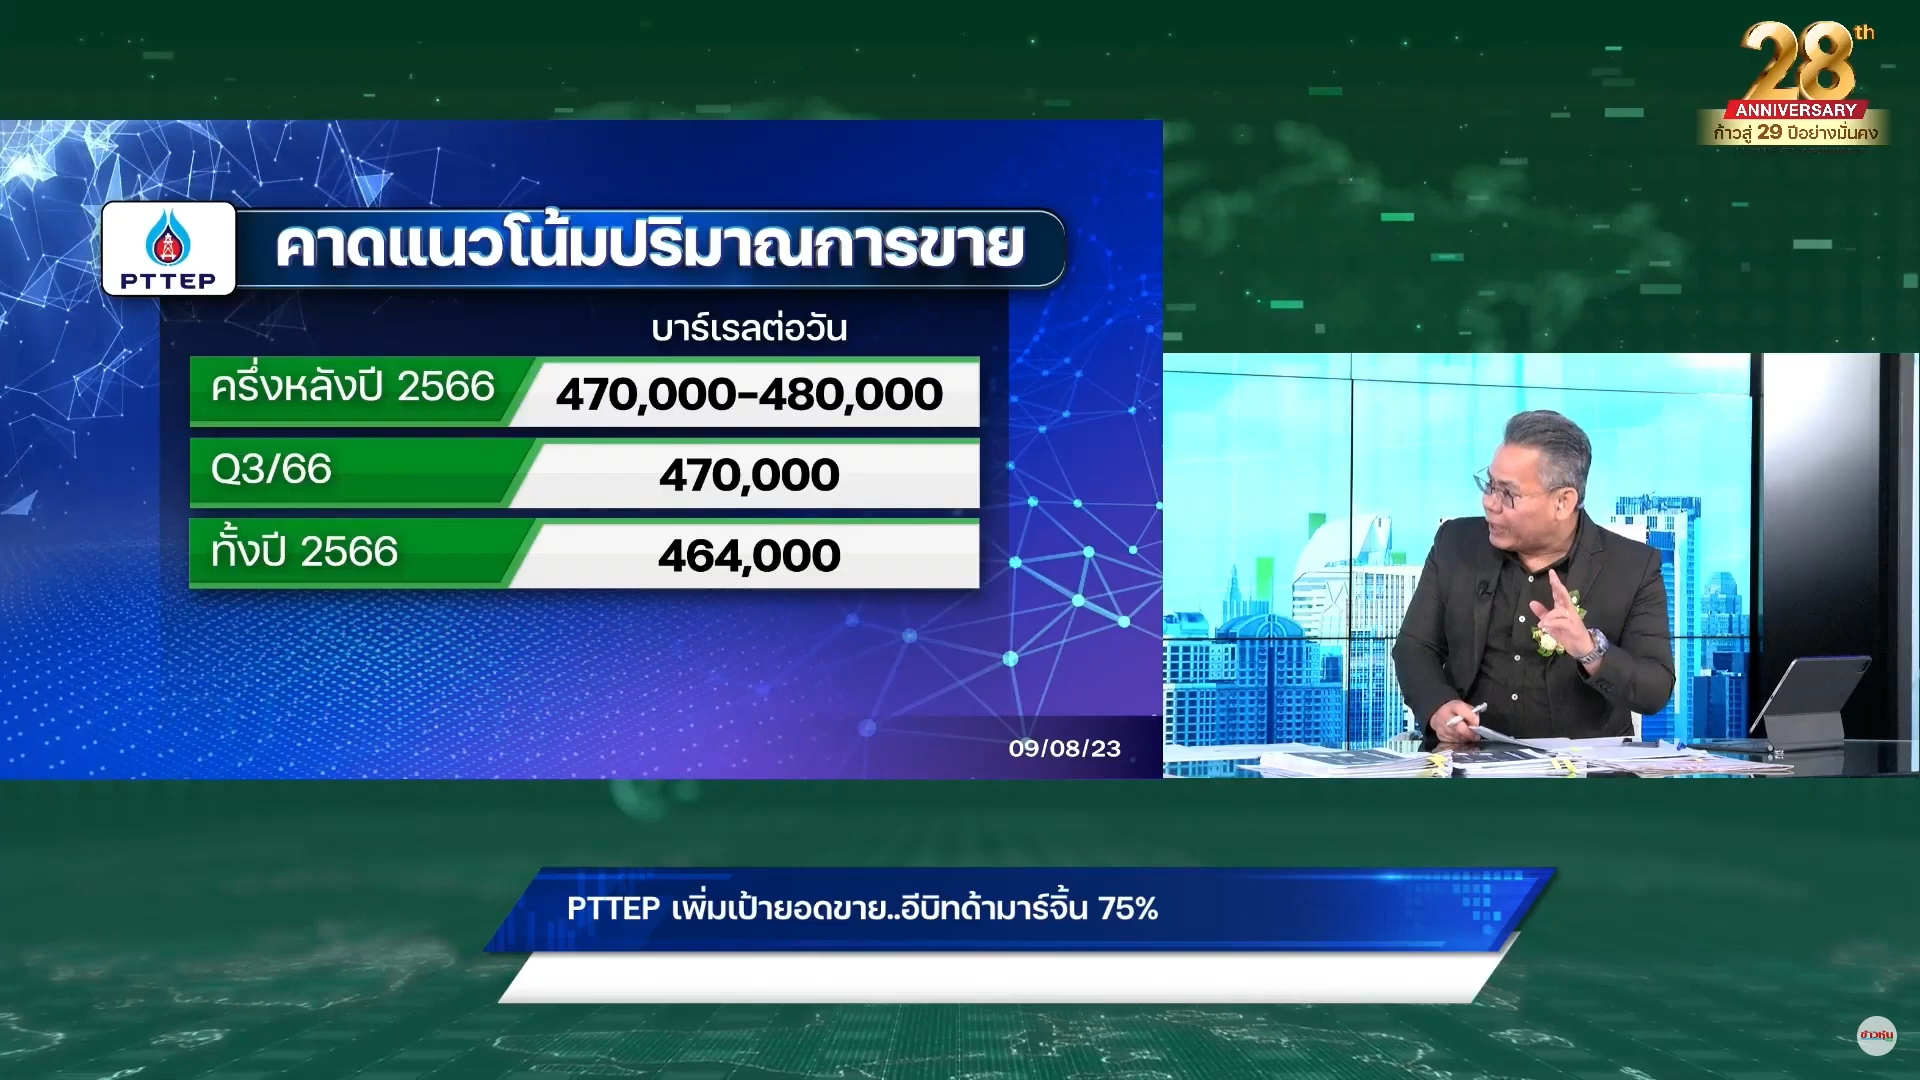 28th
ANNIVERSARY
ก้าวสู่ 29 ปีอย่างมั่นคง
PTTEP
คาดแนวโน้มปริมาณการขาย
บาร์เรลต่อวัน
ครึ่งหลังปี 2566 470,000-480,000
Q3/66 470,000
ทั้งปี 2566 464,000
09/08/23
PTTEP เพิ่มเป้ายอดขาย..อีบิทด้ามาร์จิ้น 75%
ข่าวหุ้น